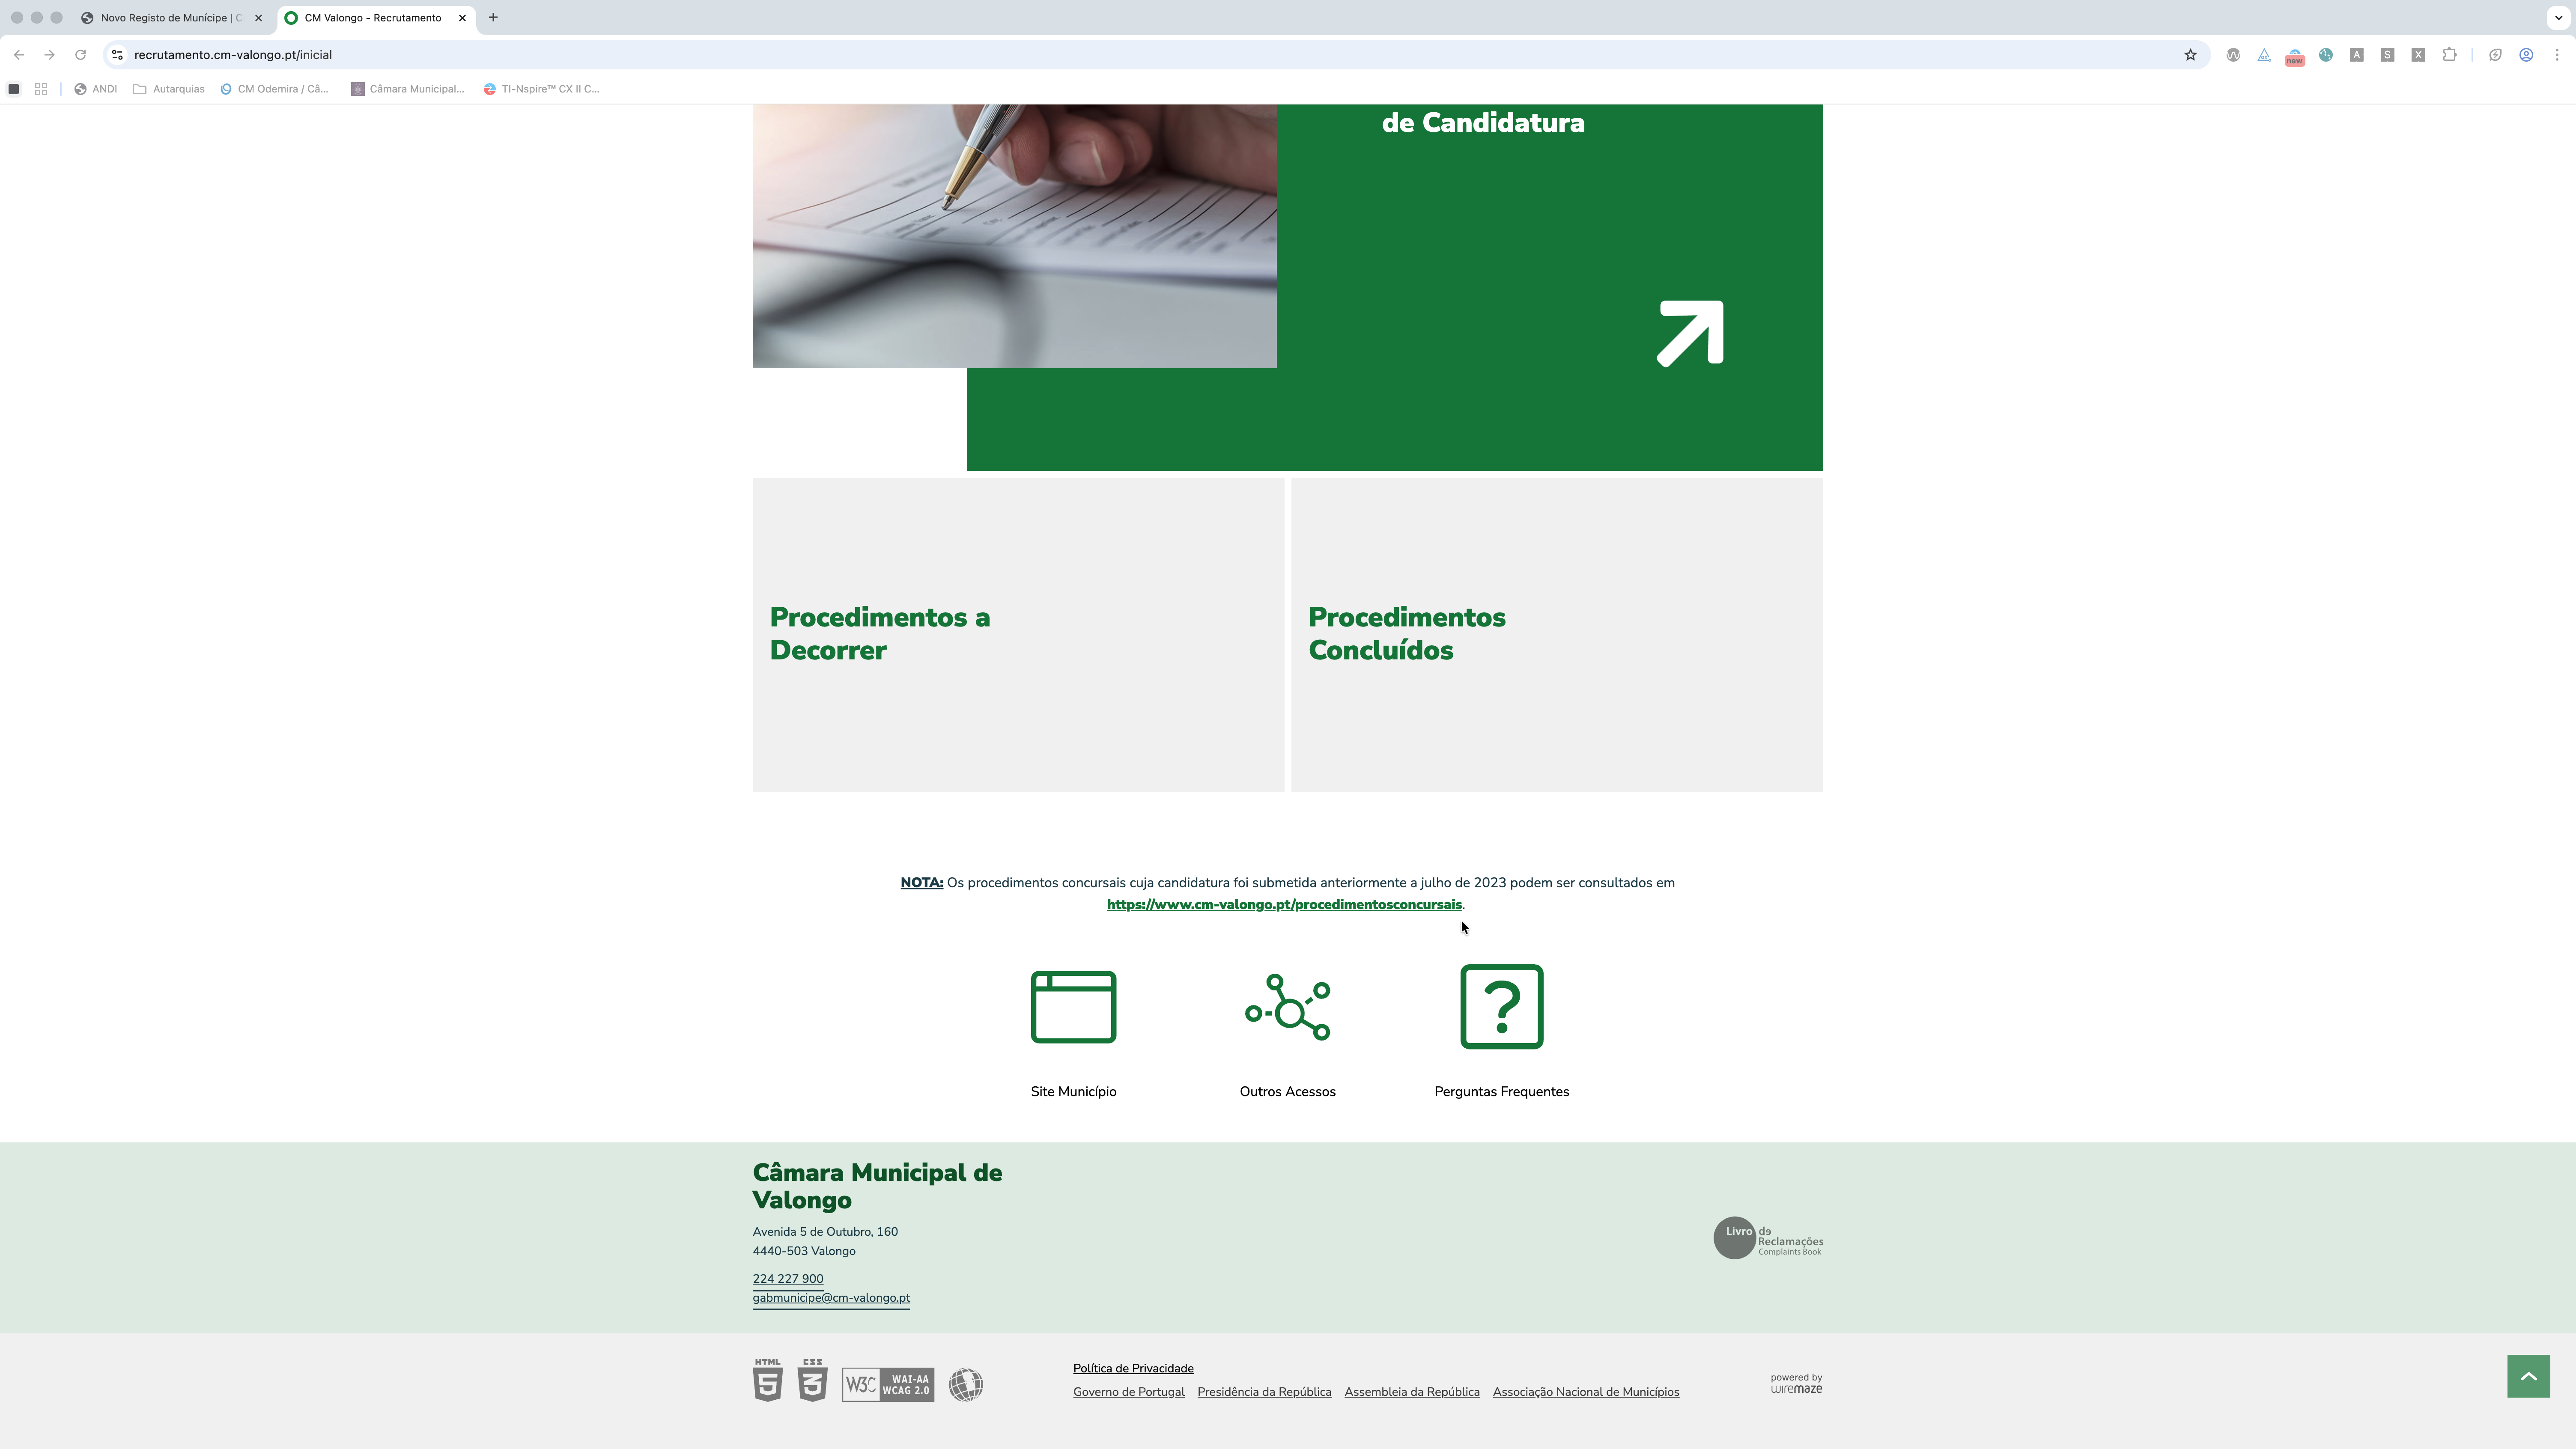 Novo Registo de Munícipe | C
CM Valongo - Recrutamento
recrutamento.cm-valongo.pt/inicial
new
A
S
X
ANDI
Autarquias
CM Odemira / Câ...
Câmara Municipal...
TI-Nspire™ CX II C...
de Candidatura
Procedimentos a
Decorrer
Procedimentos
Concluídos
NOTA: Os procedimentos concursais cuja candidatura foi submetida anteriormente a julho de 2023 podem ser consultados em
https://www.cm-valongo.pt/procedimentosconcursais.
Site Município
Outros Acessos
Perguntas Frequentes
Câmara Municipal de
Valongo
Avenida 5 de Outubro, 160
4440-503 Valongo
224 227 900
gabmunicipe@cm-valongo.pt
Livro de
Reclamações
Complaints Book
HTML
5
CSS
3
W3C WAI-AA
WCAG 2.0
Política de Privacidade
Governo de Portugal Presidência da República Assembleia da República Associação Nacional de Municípios
powered by
wiremaze